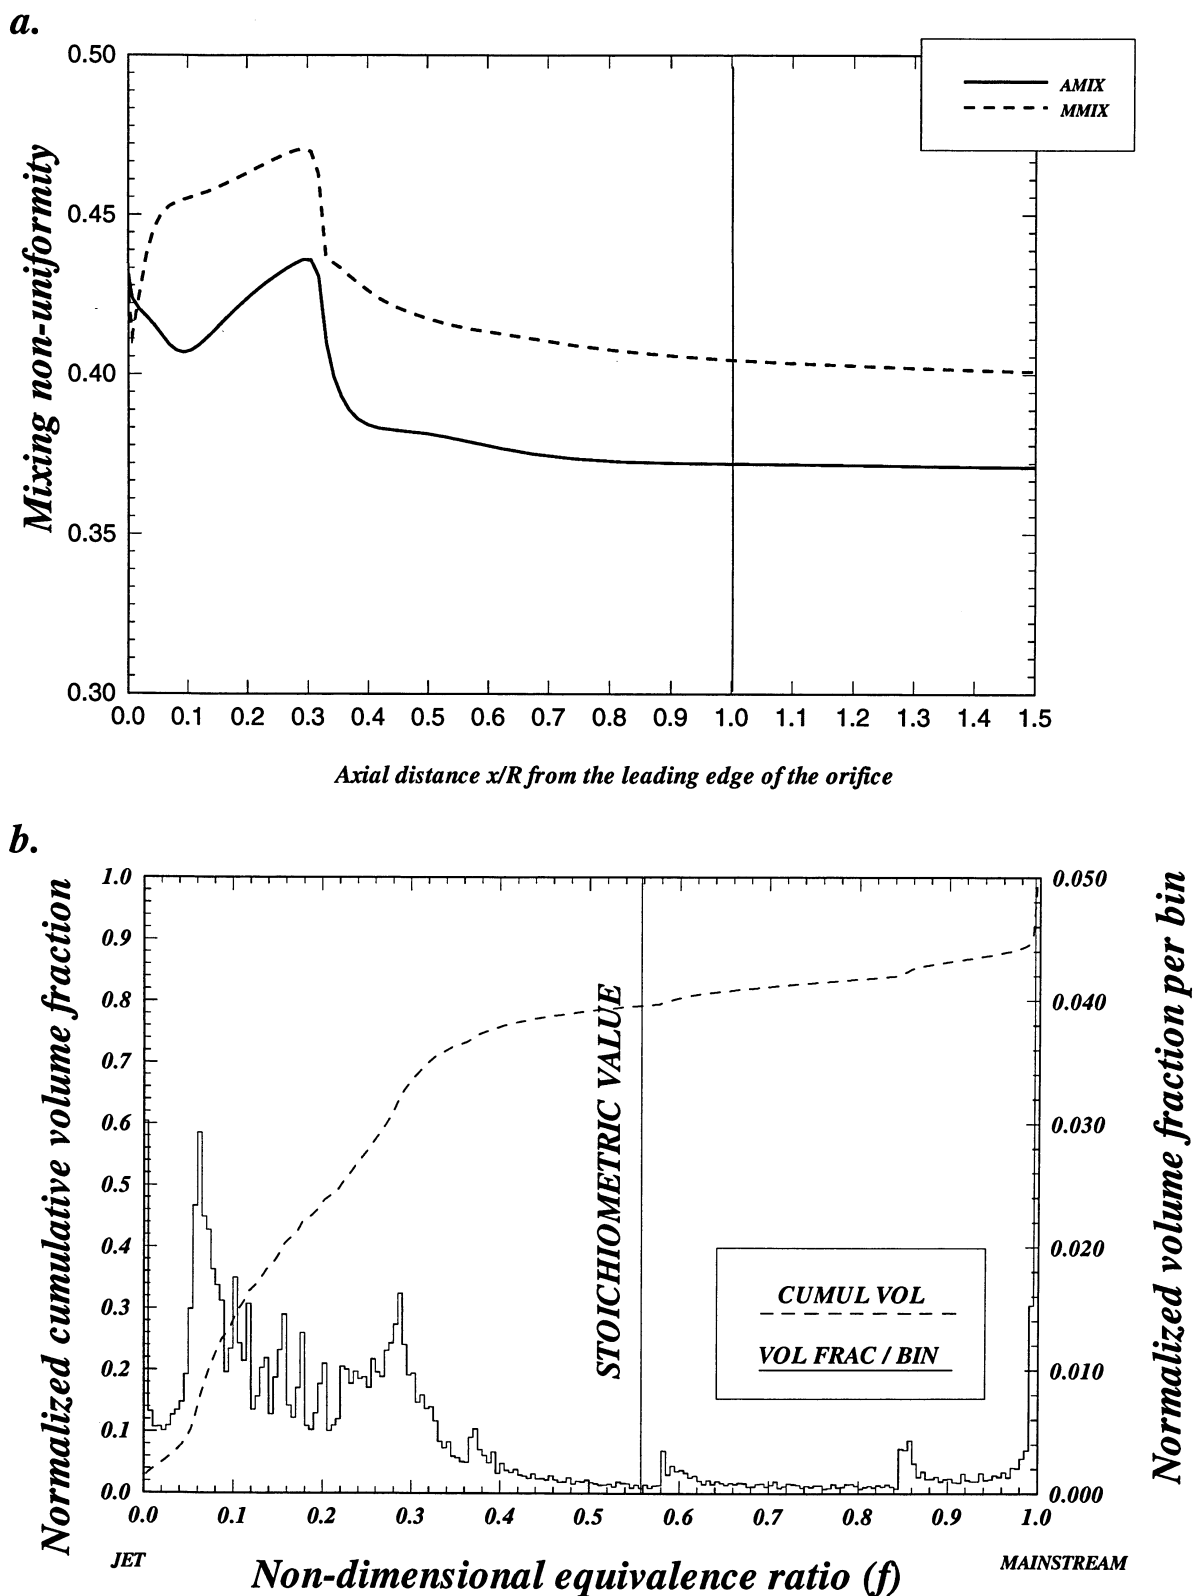 a.
0.50
0.45
0.40
0.35
0.30
Mixing non-uniformity
AMIX
MMIX
0.0 0.1 0.2 0.3 0.4 0.5 0.6 0.7 0.8 0.9 1.0 1.1 1.2 1.3 1.4 1.5
Axial distance x/R from the leading edge of the orifice
b.
Normalized cumulative volume fraction
1.0
0.9
0.8
0.7
0.6
0.5
0.4
0.3
0.2
0.1
0.0
STOICHIOMETRIC VALUE
CUMUL VOL
VOL FRAC / BIN
0.050
0.040
0.030
0.020
0.010
0.000
Normalized volume fraction per bin
0.0 0.1 0.2 0.3 0.4 0.5 0.6 0.7 0.8 0.9 1.0
JET
MAINSTREAM
Non-dimensional equivalence ratio (f)